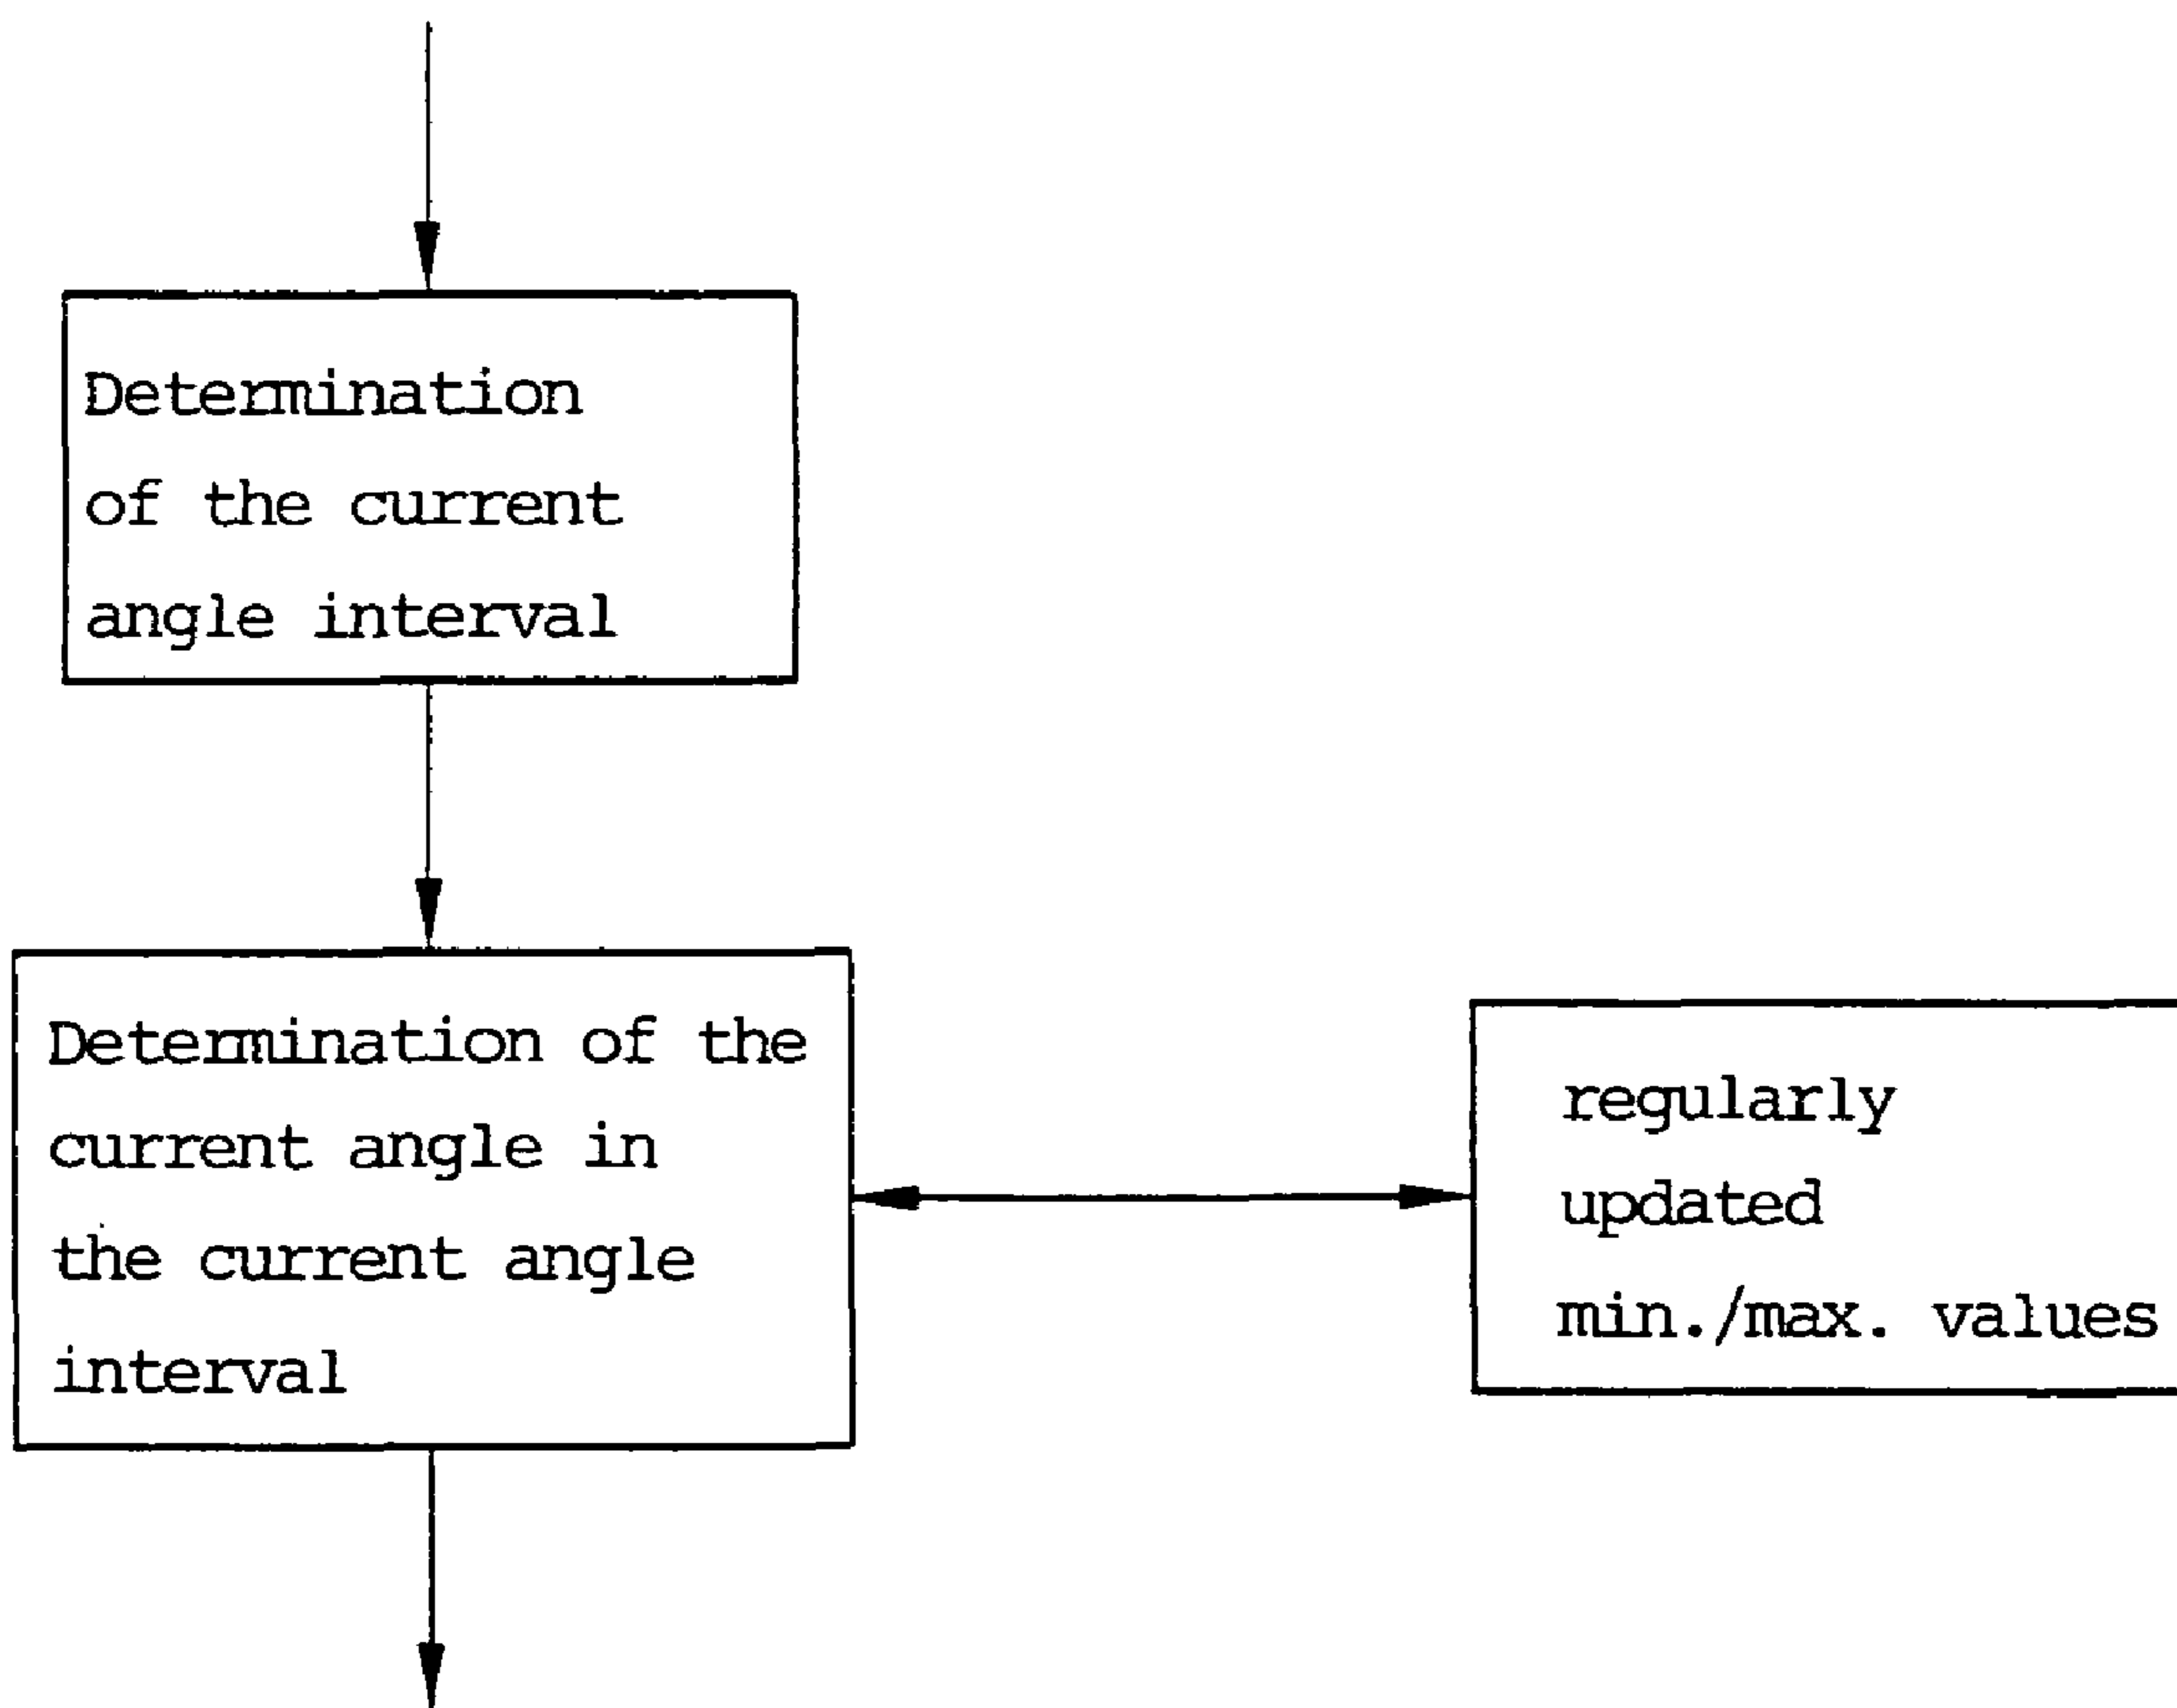 Determination
of the current
angle interval
Determination of the
current angle in
the current angle
interval
regularly
updated
min./max. values